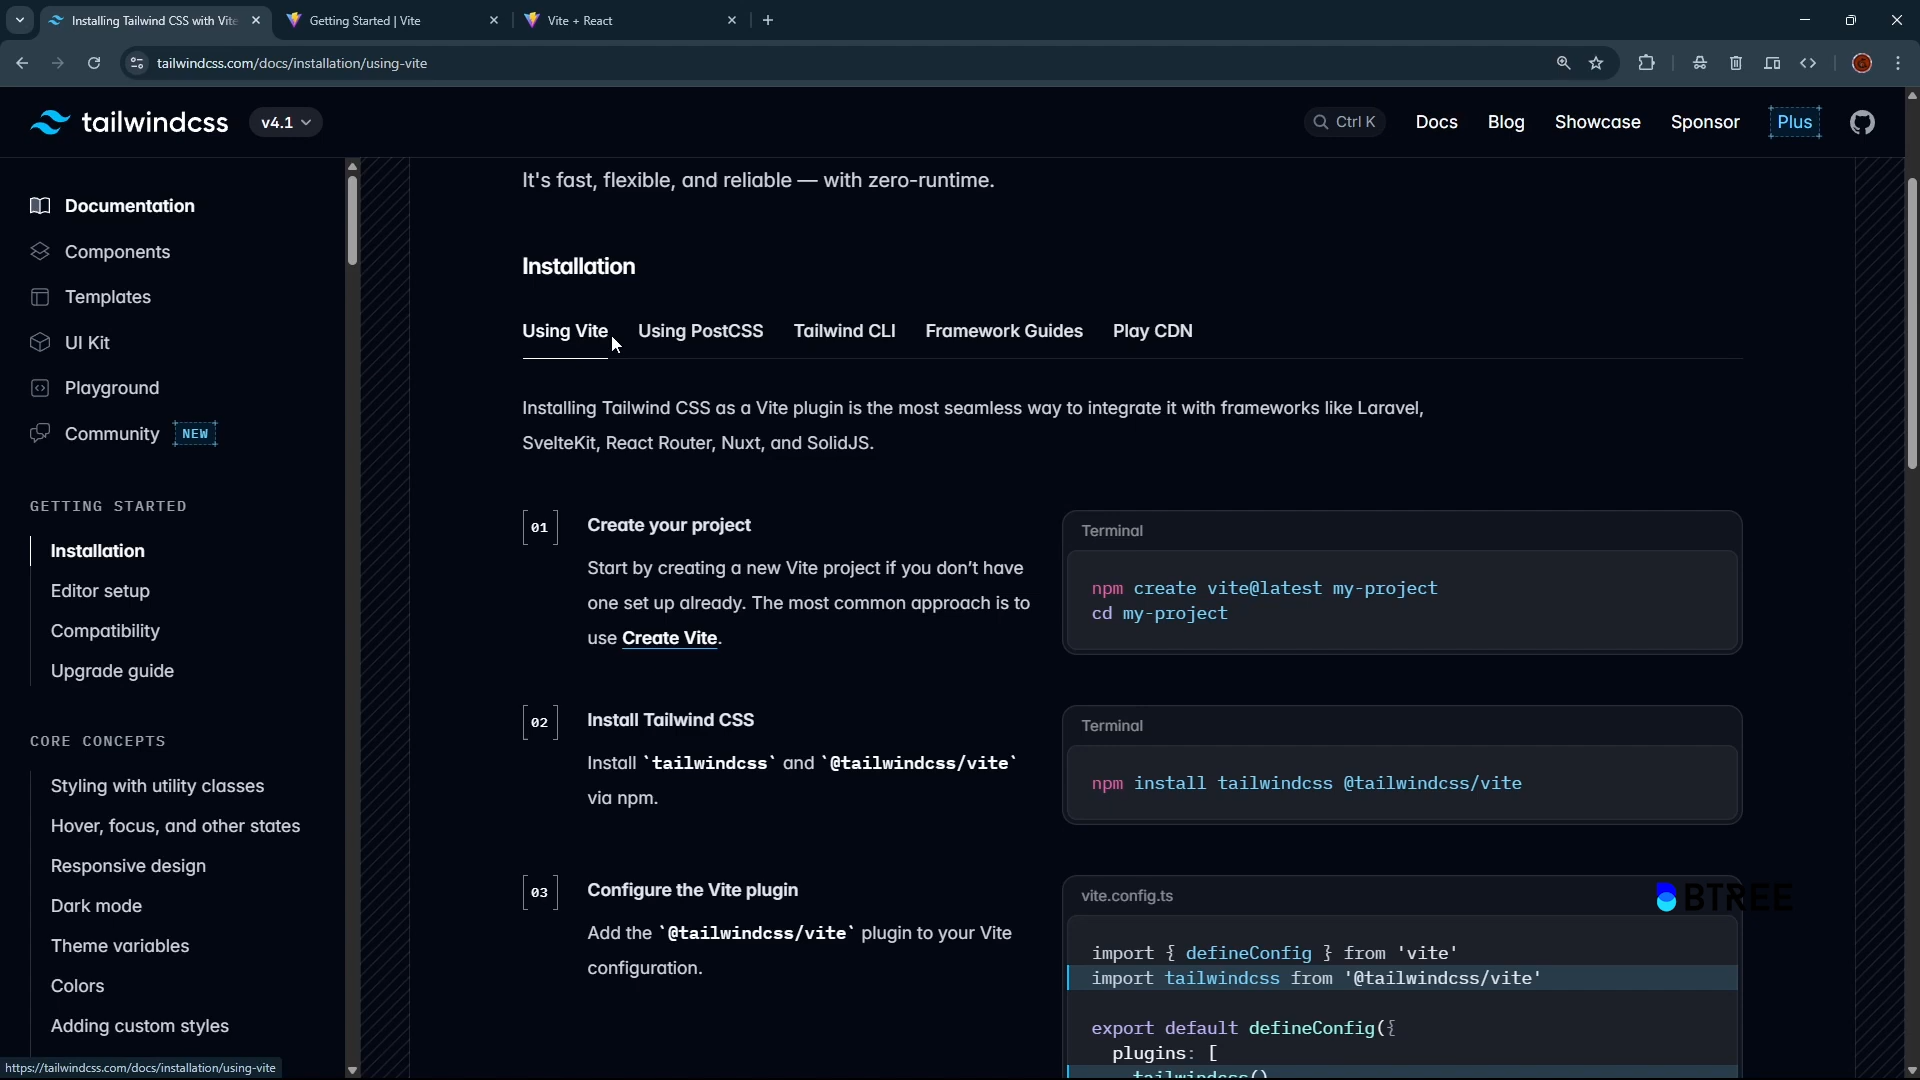 Installing Tailwind CSS with Vite
Getting Started | Vite
Vite + React
tailwindcss.com/docs/installation/using-vite
tailwindcss
v4.1
Ctrl K
Docs
Blog
Showcase
Sponsor
Plus
Documentation
Components
Templates
UI Kit
Playground
Community NEW
GETTING STARTED
Installation
Editor setup
Compatibility
Upgrade guide
CORE CONCEPTS
Styling with utility classes
Hover, focus, and other states
Responsive design
Dark mode
Theme variables
Colors
Adding custom styles
It's fast, flexible, and reliable — with zero-runtime.
Installation
Using Vite
Using PostCSS
Tailwind CLI
Framework Guides
Play CDN
Installing Tailwind CSS as a Vite plugin is the most seamless way to integrate it with frameworks like Laravel,
SvelteKit, React Router, Nuxt, and SolidJS.
01
Create your project
Start by creating a new Vite project if you don’t have
one set up already. The most common approach is to
use Create Vite.
Terminal
npm create vite@latest my-project
cd my-project
02
Install Tailwind CSS
Install `tailwindcss` and `@tailwindcss/vite`
via npm.
Terminal
npm install tailwindcss @tailwindcss/vite
03
Configure the Vite plugin
Add the `@tailwindcss/vite` plugin to your Vite
configuration.
vite.config.ts
BTREE
import { defineConfig } from 'vite'
import tailwindcss from '@tailwindcss/vite'
export default defineConfig({
plugins: [
tailwindcss()
https://tailwindcss.com/docs/installation/using-vite